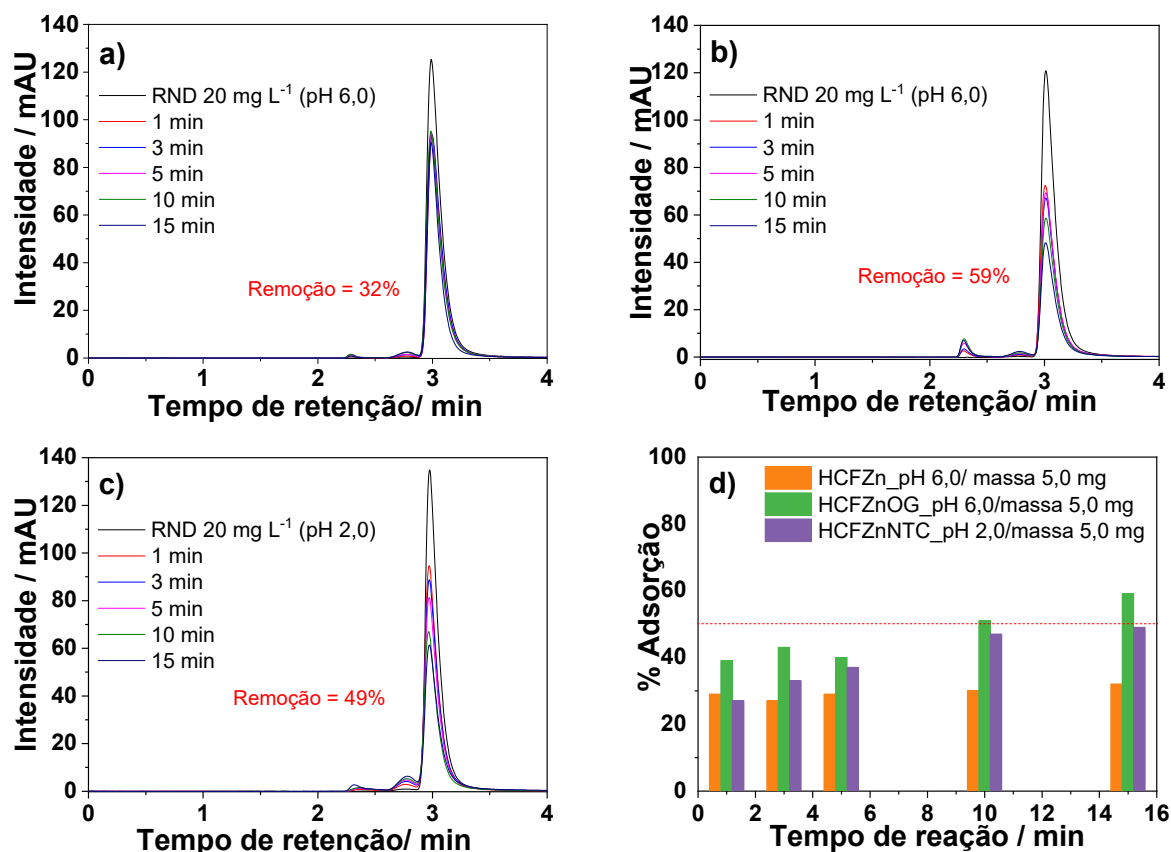 a)
Intensidade / mAU
140
120
100
80
60
40
20
0
RND 20 mg L⁻¹ (pH 6,0)
1 min
3 min
5 min
10 min
15 min
Remoção = 32%
0 1 2 3 4
Tempo de retenção/ min
b)
Intensidade / mAU
140
120
100
80
60
40
20
0
RND 20 mg L⁻¹ (pH 6,0)
1 min
3 min
5 min
10 min
15 min
Remoção = 59%
0 1 2 3 4
Tempo de retenção/ min
c)
Intensidade / mAU
140
120
100
80
60
40
20
0
RND 20 mg L⁻¹ (pH 2,0)
1 min
3 min
5 min
10 min
15 min
Remoção = 49%
0 1 2 3 4
Tempo de retenção/ min
d)
% Adsorção
100
80
60
40
20
0
HCFZn_pH 6,0/ massa 5,0 mg
HCFZnOG_pH 6,0/massa 5,0 mg
HCFZnNTC_pH 2,0/massa 5,0 mg
0 2 4 6 8 10 12 14 16
Tempo de reação / min